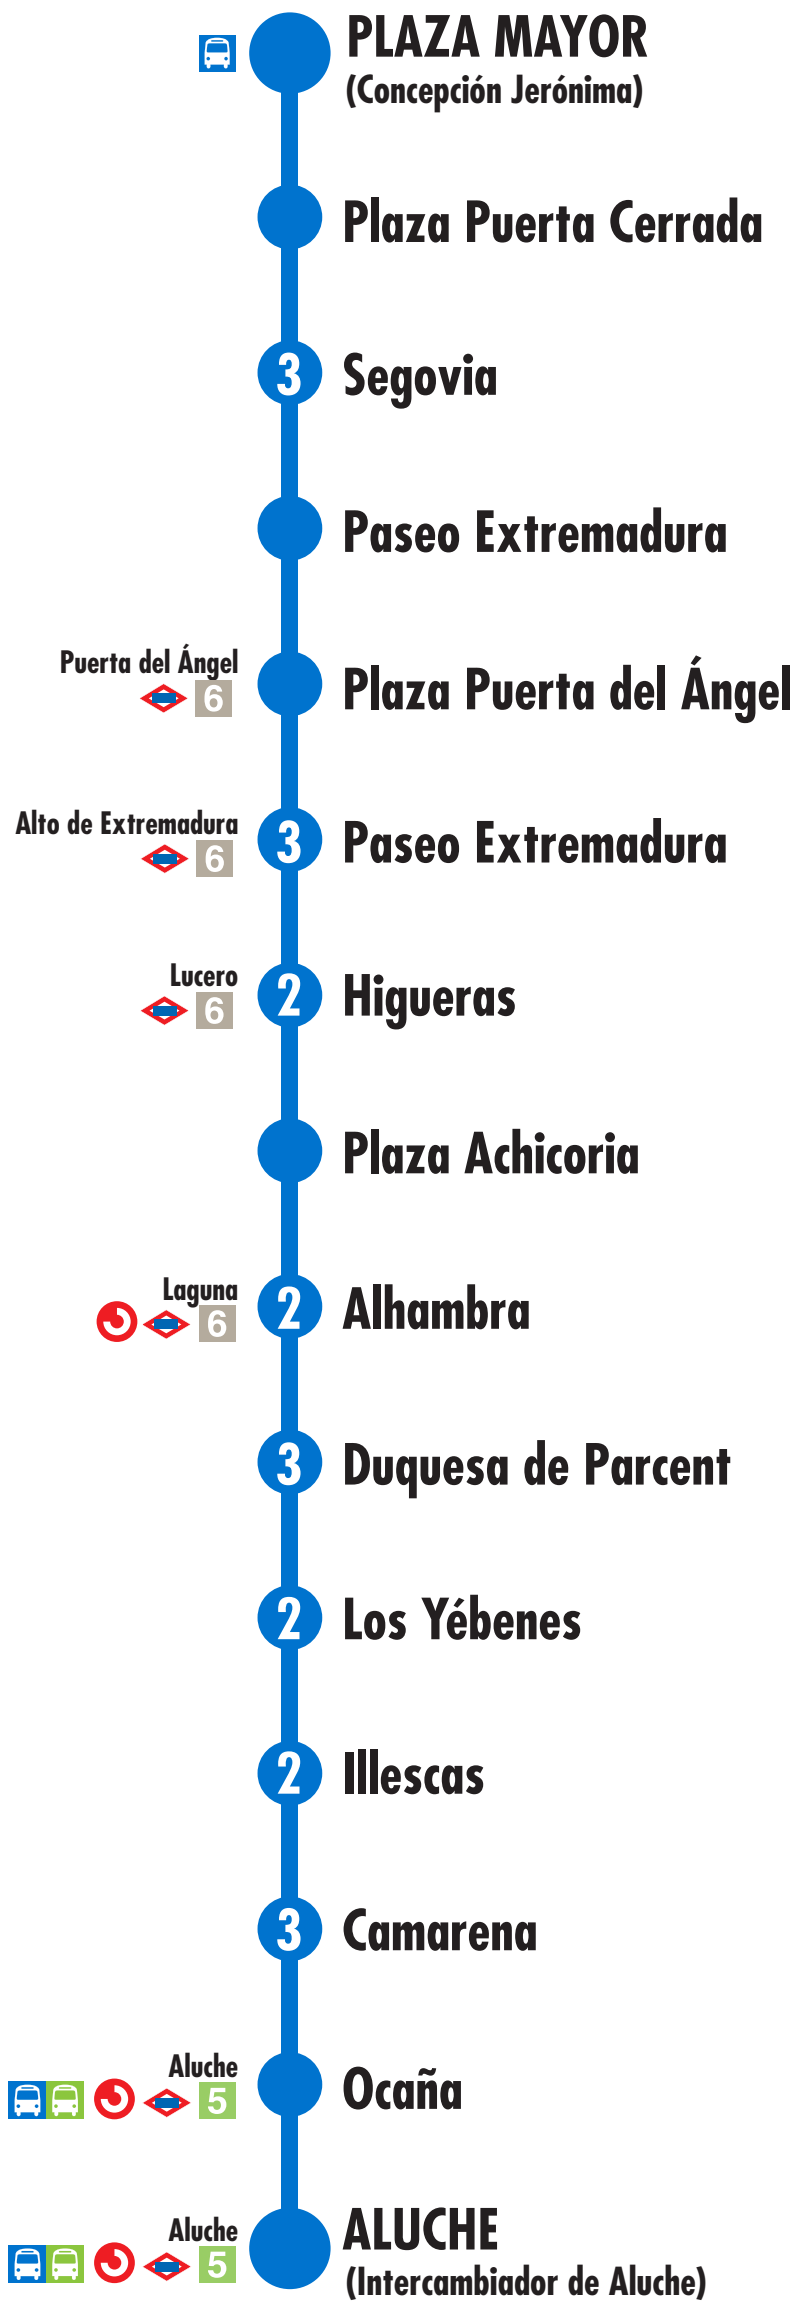 PLAZA MAYOR
(Concepción Jerónima)
Plaza Puerta Cerrada
3 Segovia
Paseo Extremadura
Puerta del Ángel
6
Plaza Puerta del Ángel
Alto de Extremadura
6
3 Paseo Extremadura
Lucero
6
2 Higueras
Plaza Achicoria
Laguna
6
2 Alhambra
3 Duquesa de Parcent
2 Los Yébenes
2 Illescas
3 Camarena
Aluche
5
Ocaña
Aluche
5
ALUCHE
(Intercambiador de Aluche)